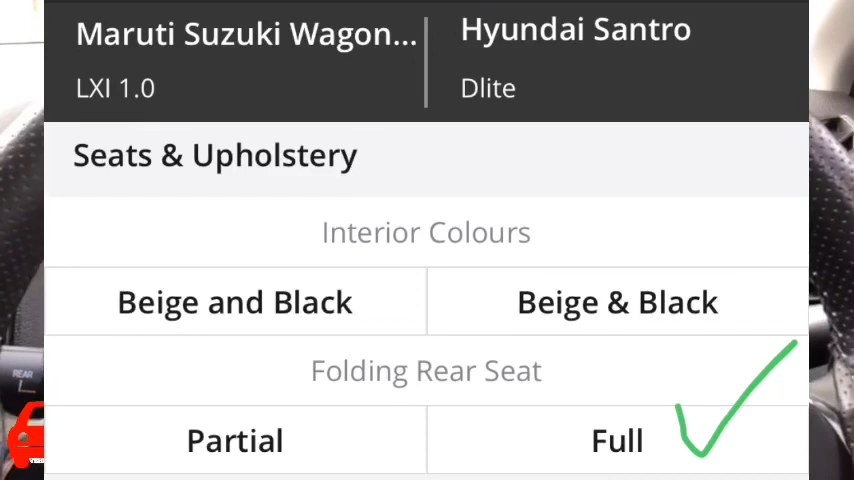 Maruti Suzuki Wagon... Hyundai Santro
LXI 1.0 Dlite
Seats & Upholstery
Interior Colours
Beige and Black Beige & Black
Folding Rear Seat
Partial Full
REAR